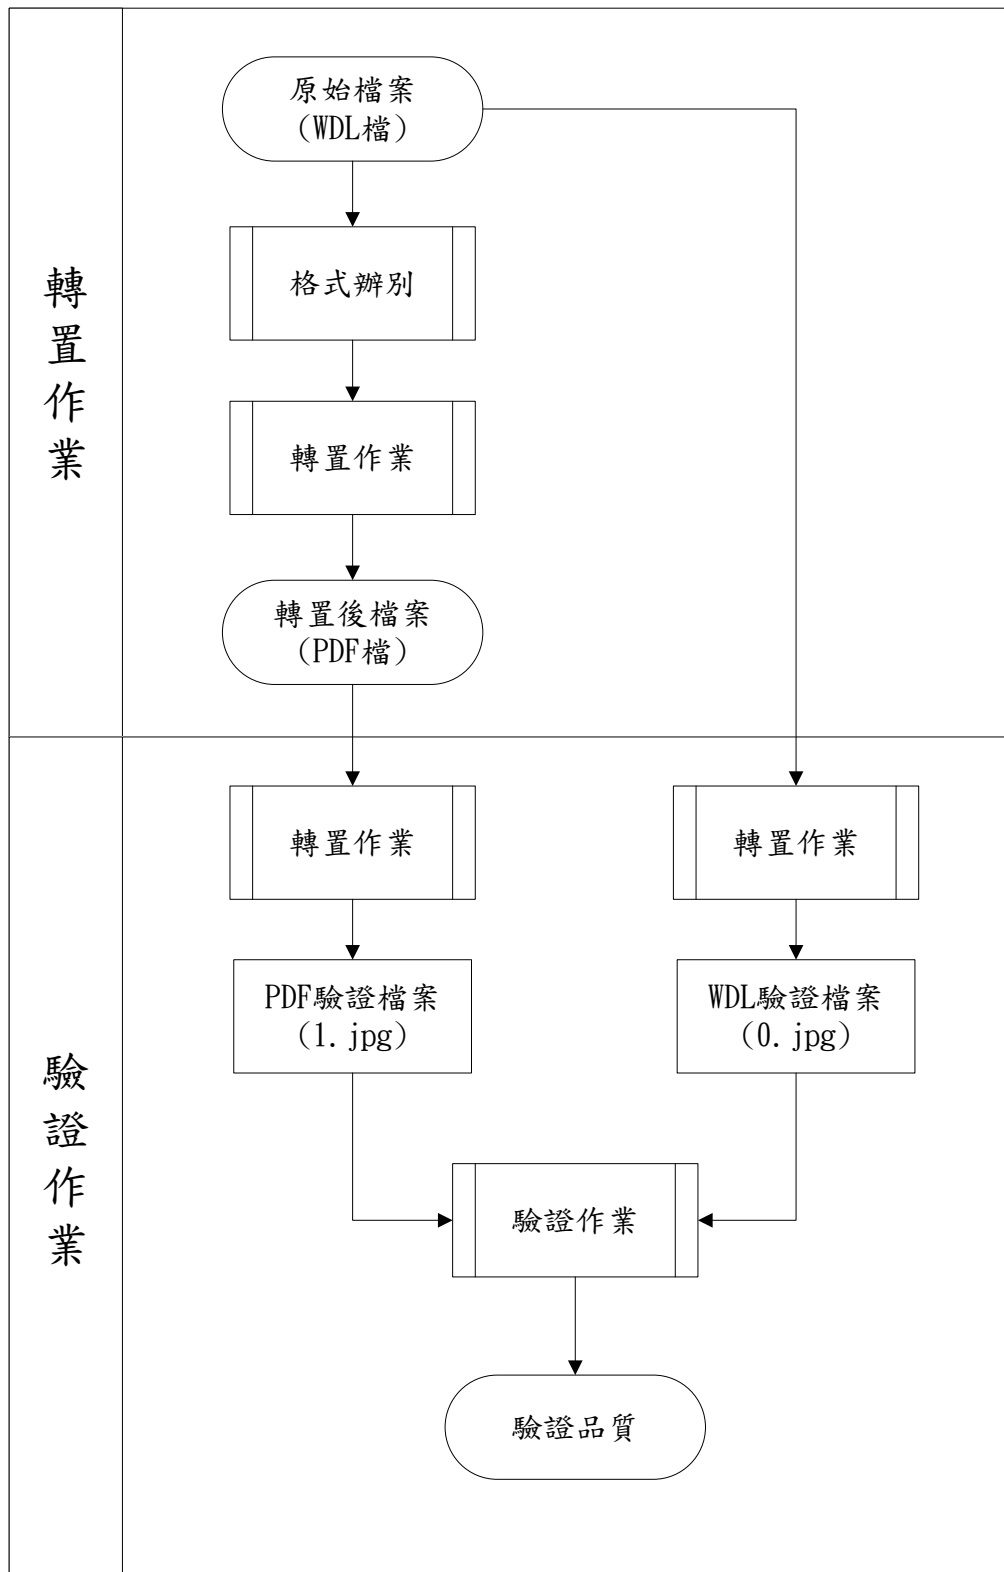 轉置作業
原始檔案
(WDL檔)
格式辨別
轉置作業
轉置後檔案
(PDF檔)
驗證作業
轉置作業
轉置作業
PDF驗證檔案
(1.jpg)
WDL驗證檔案
(0.jpg)
驗證作業
驗證品質